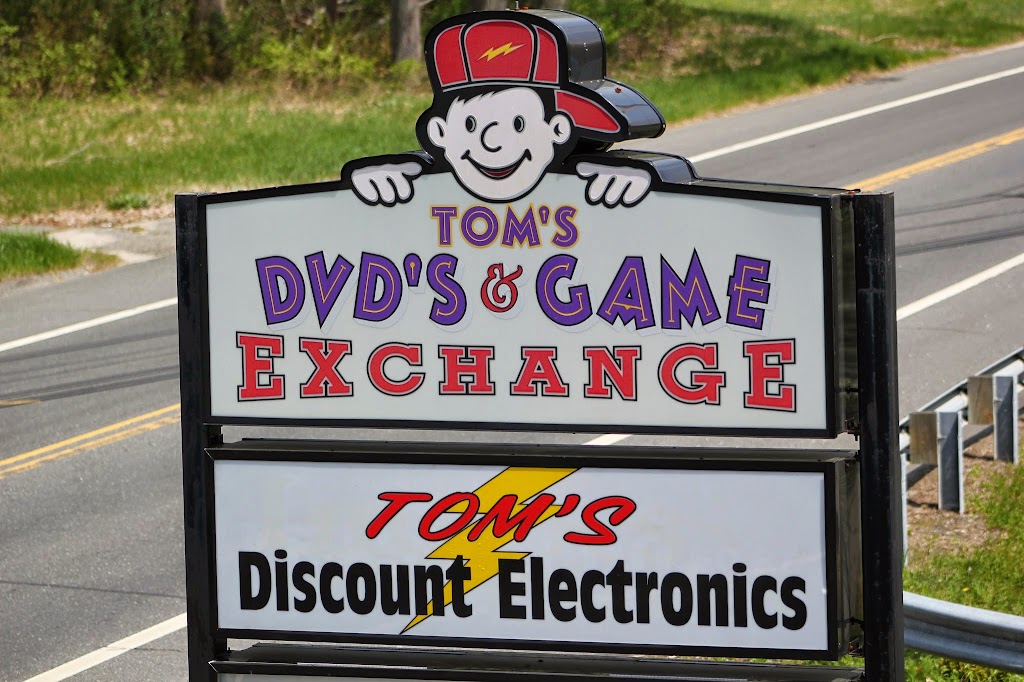 TOM'S
DVD'S & GAME
EXCHANGE
TOM'S
Discount Electronics